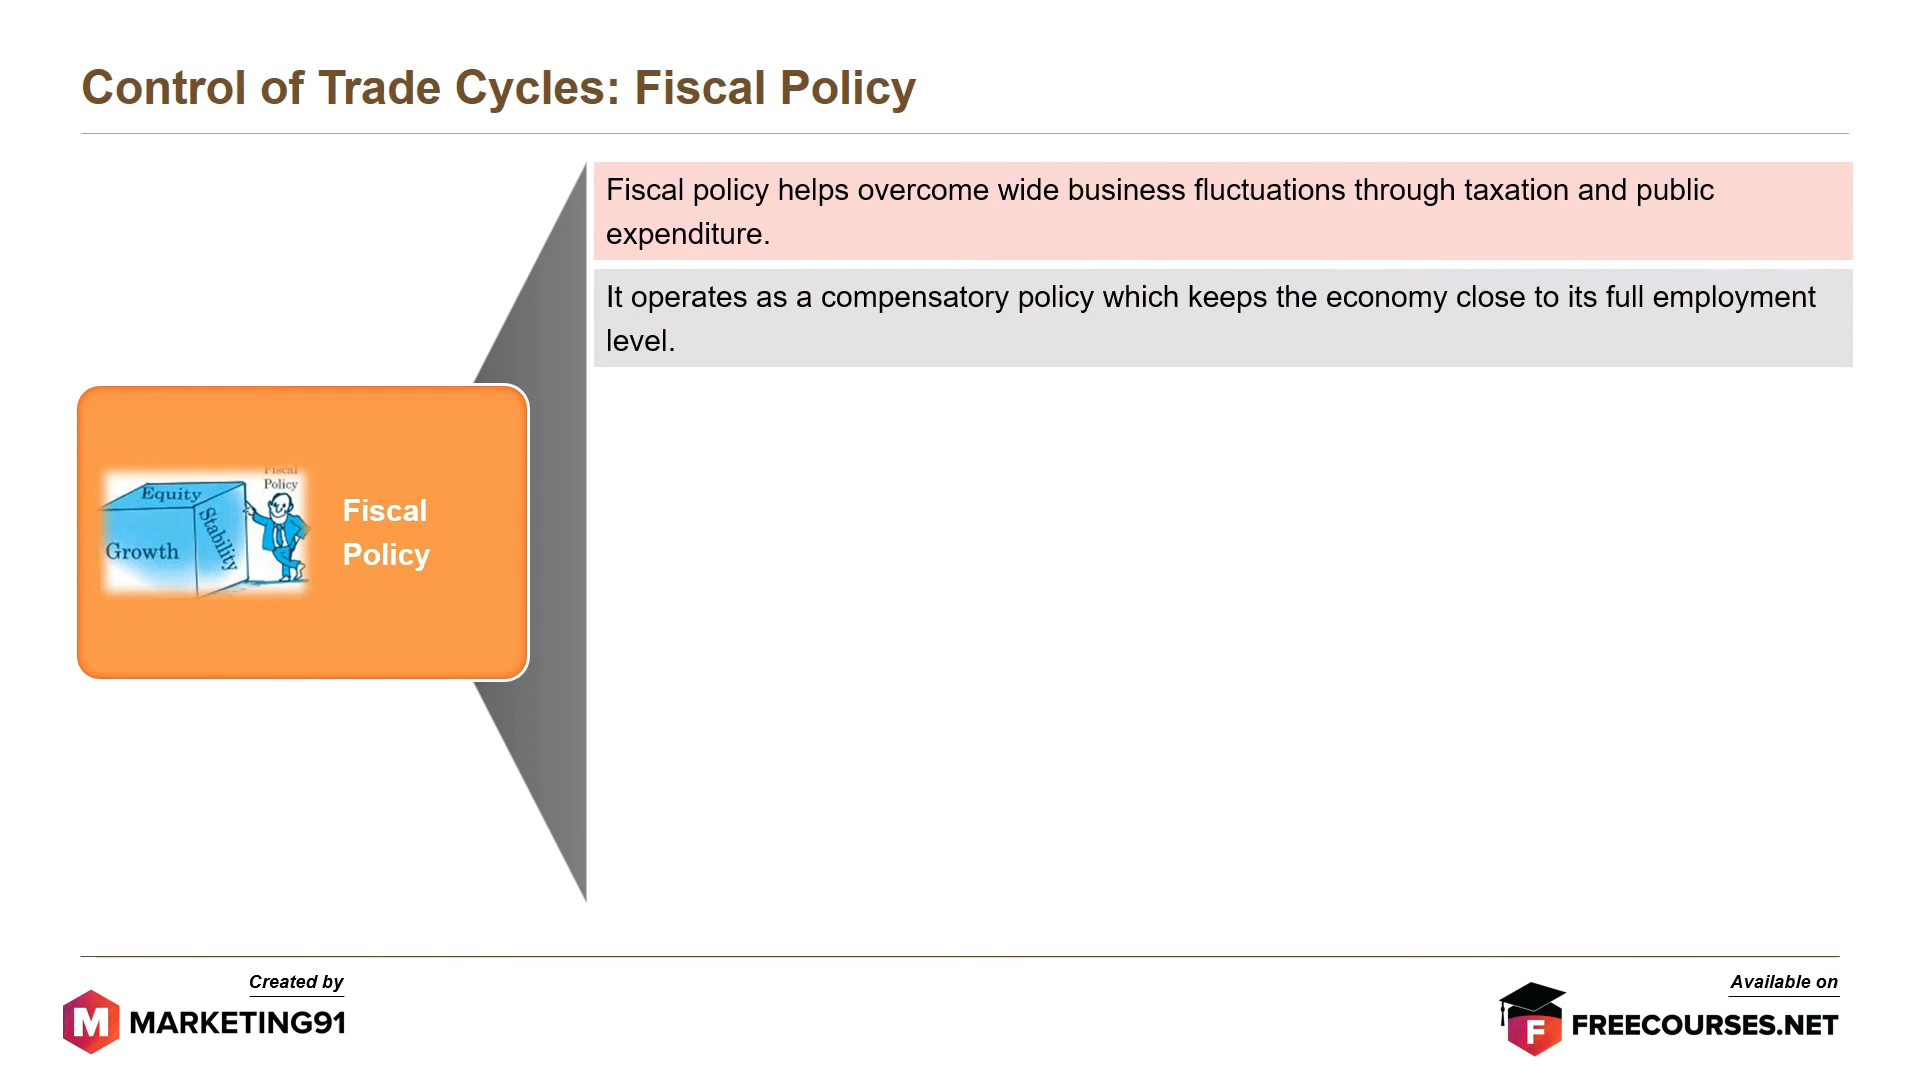 Control of Trade Cycles: Fiscal Policy
Fiscal policy helps overcome wide business fluctuations through taxation and public
expenditure.
It operates as a compensatory policy which keeps the economy close to its full employment
level.
Fiscal
Policy
Equity
Stability
Growth
Fiscal
Policy
Created by
M MARKETING91
Available on
F FREECOURSES.NET